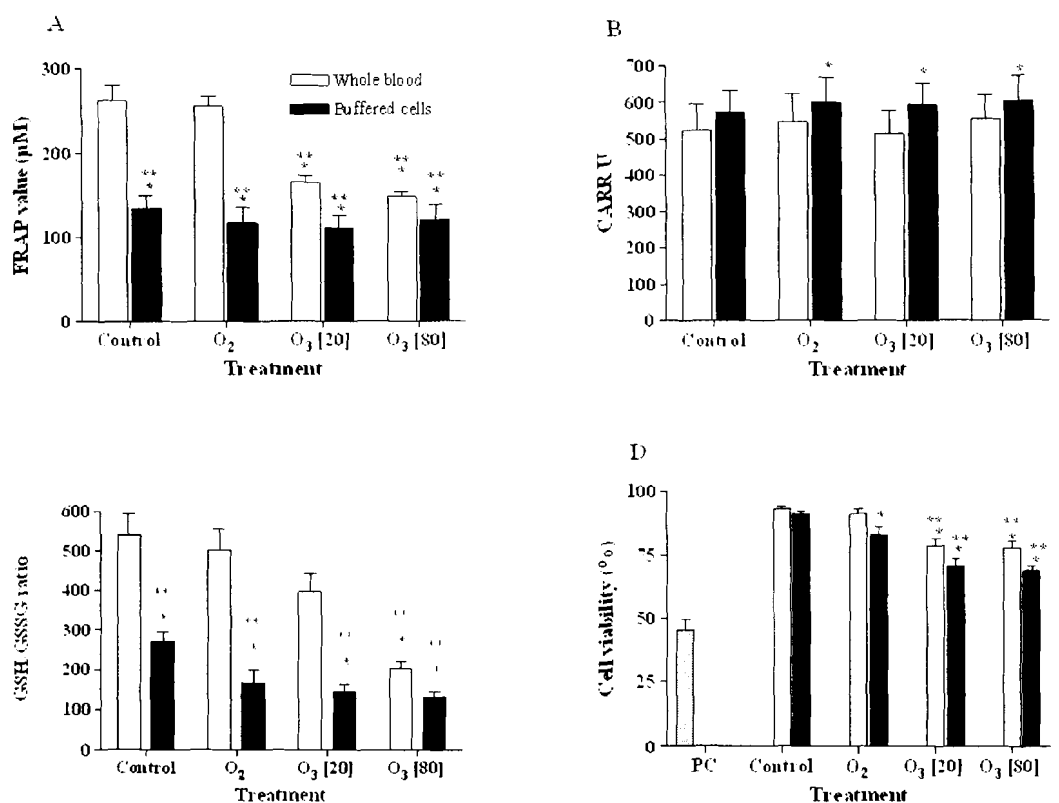 A
300
200
100
0
FRAP value (µM)
Whole blood
Buffered cells
** * ** * ** * ** * ** * ** *
Control O2 O3 [20] O3 [80]
Treatment
B
700
600
500
400
300
200
100
0
CARR U
* * *
Control O2 O3 [20] O3 [80]
Treatment
600
500
400
300
200
100
0
GSH GSSG ratio
Control O2 O3 [20] O3 [80]
Treatment
D
100
75
50
25
0
Cell viability (%)
* ** * ** * ** * ** *
PC Control O2 O3 [20] O3 [80]
Treatment